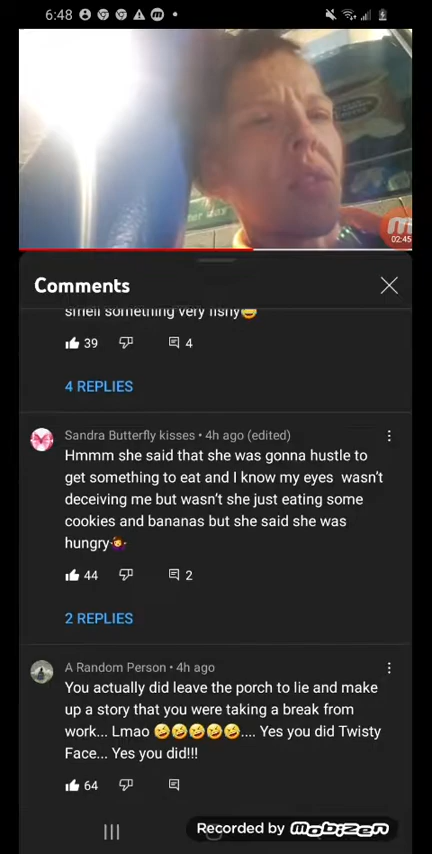 6:48
02:45
Comments
smell something very fishy😅
39
4
4 REPLIES
Sandra Butterfly kisses • 4h ago (edited)
Hmmm she said that she was gonna hustle to
get something to eat and I know my eyes wasn't
deceiving me but wasn't she just eating some
cookies and bananas but she said she was
hungry🤷‍♀️
44
2
2 REPLIES
A Random Person • 4h ago
You actually did leave the porch to lie and make
up a story that you were taking a break from
work... Lmao 🤣🤣🤣🤣🤣.... Yes you did Twisty
Face... Yes you did!!!
64
Recorded by Mobizen